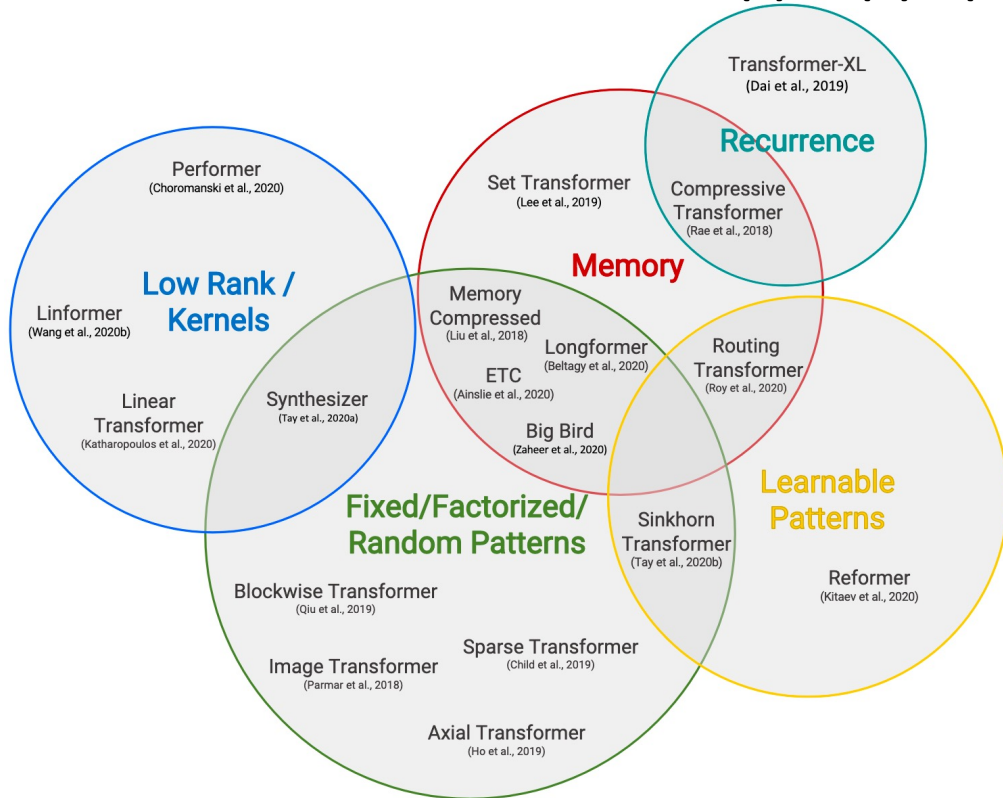 Transformer-XL
(Dai et al., 2019)
Recurrence
Performer
(Choromanski et al., 2020)
Set Transformer
(Lee et al., 2019)
Compressive
Transformer
(Rae et al., 2018)
Memory
Low Rank /
Kernels
Linformer
(Wang et al., 2020b)
Memory
Compressed
(Liu et al., 2018)
Longformer
(Beltagy et al., 2020)
Routing
Transformer
(Roy et al., 2020)
ETC
(Ainslie et al., 2020)
Linear
Transformer
(Katharopoulos et al., 2020)
Synthesizer
(Tay et al., 2020a)
Big Bird
(Zaheer et al., 2020)
Learnable
Patterns
Fixed/Factorized/
Random Patterns
Sinkhorn
Transformer
(Tay et al., 2020b)
Reformer
(Kitaev et al., 2020)
Blockwise Transformer
(Qiu et al., 2019)
Sparse Transformer
(Child et al., 2019)
Image Transformer
(Parmar et al., 2018)
Axial Transformer
(Ho et al., 2019)